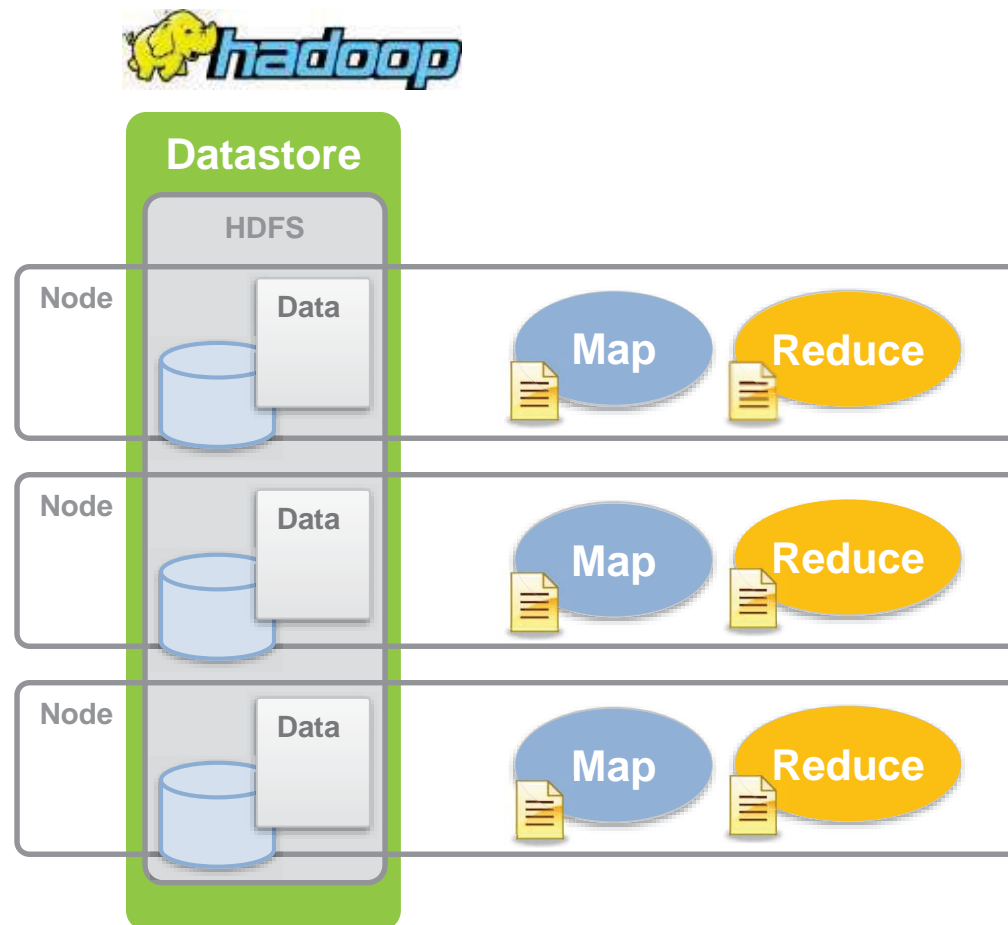 hadoop
Datastore
HDFS
Node
Data
Map
Reduce
Node
Data
Map
Reduce
Node
Data
Map
Reduce